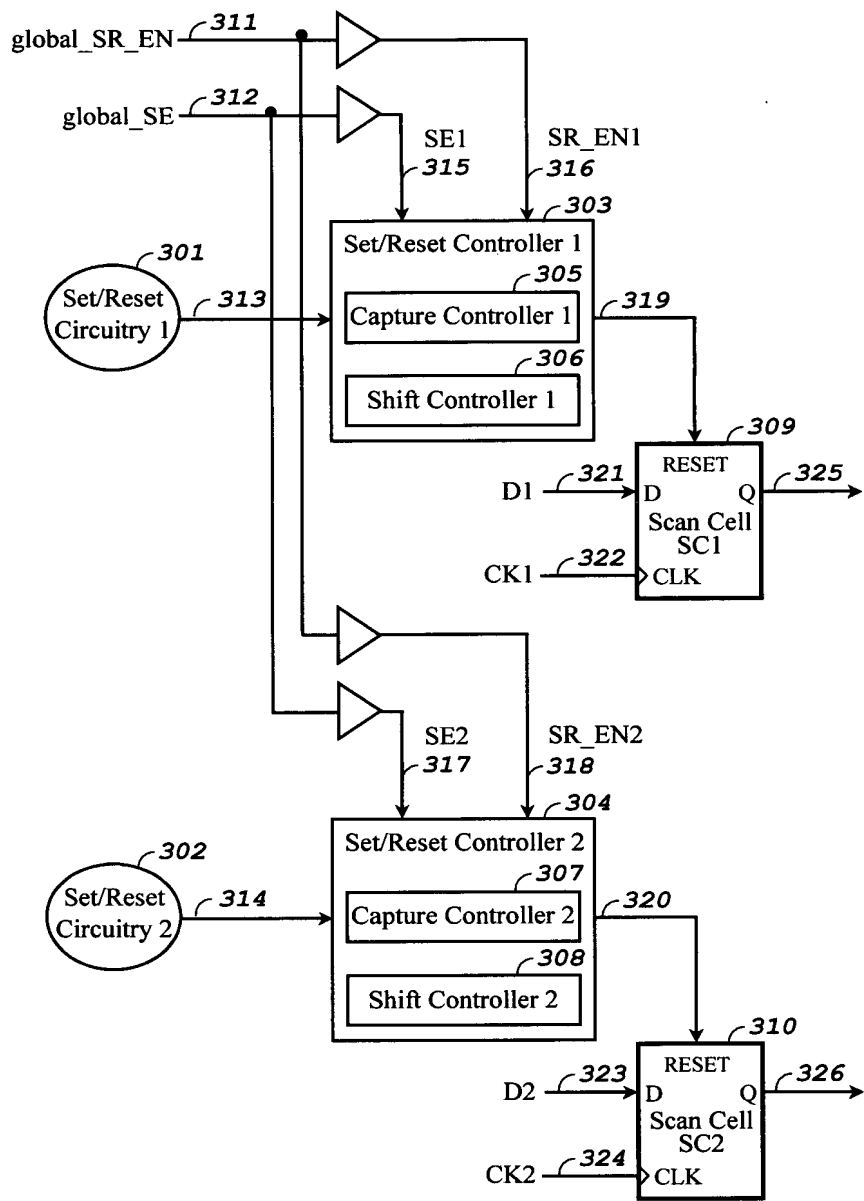 global_SR_EN
311
global_SE
312
SE1
315
SR_EN1
316
303
301
Set/Reset
Circuitry 1
313
Set/Reset Controller 1
305
Capture Controller 1
306
Shift Controller 1
319
309
RESET
D1
321
D
Q
325
Scan Cell
SC1
CK1
322
CLK
SE2
317
SR_EN2
318
304
302
Set/Reset
Circuitry 2
314
Set/Reset Controller 2
307
Capture Controller 2
308
Shift Controller 2
320
310
RESET
D2
323
D
Q
326
Scan Cell
SC2
CK2
324
CLK